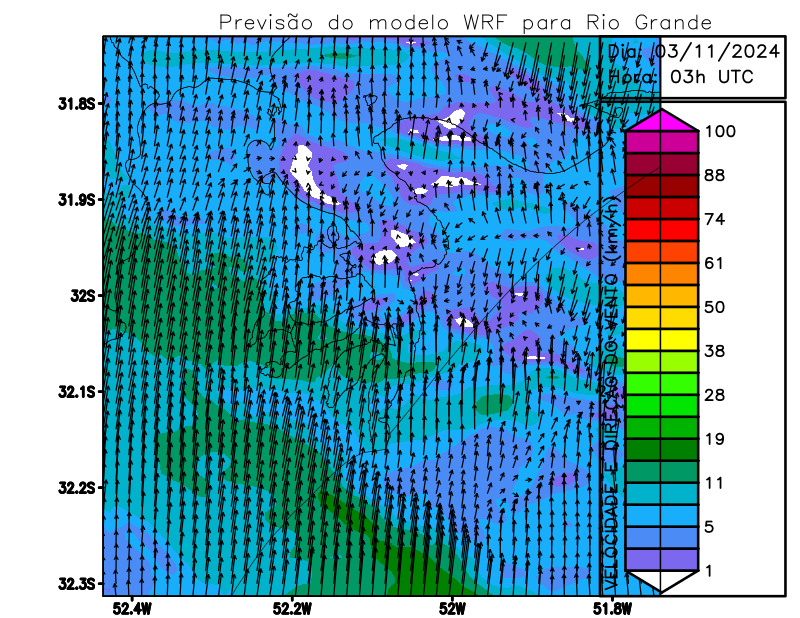 Previsão do modelo WRF para Rio Grande
Dia: 03/11/2024
Hora: 03h UTC
31.8S
31.9S
32S
32.1S
32.2S
32.3S
52.4W
52.2W
52W
51.8W
VELOCIDADE E DIREÇÃO DO VENTO (km/h)
100
88
74
61
50
38
28
19
11
5
1